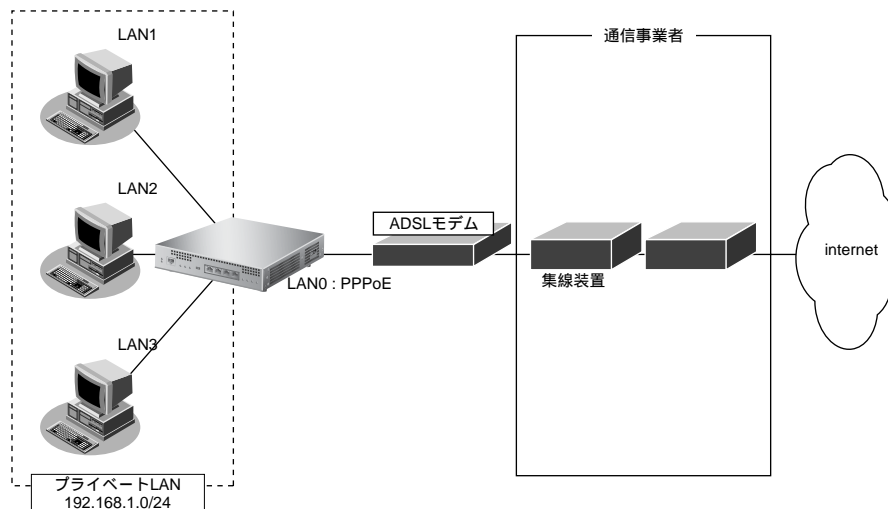 LAN1
通信事業者
LAN2
ADSLモデム
internet
LAN0 : PPPoE
集線装置
LAN3
プライベートLAN
192.168.1.0/24